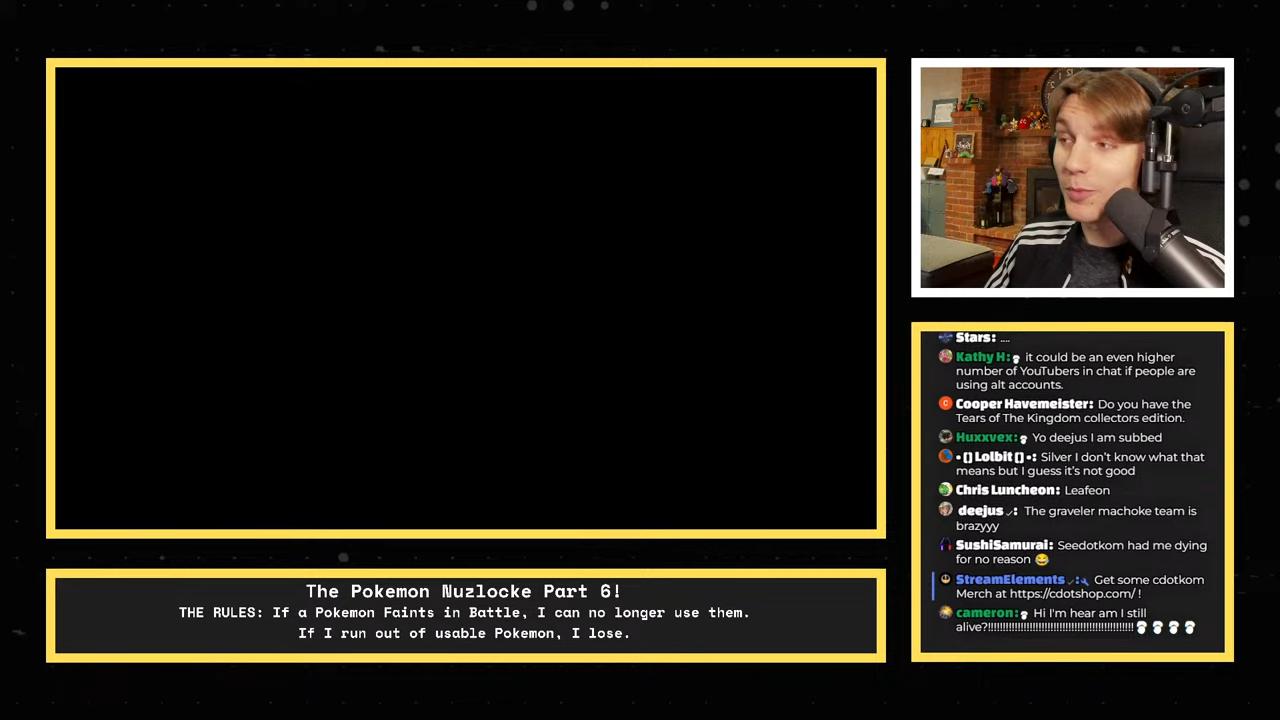 Stars: ....
Kathy H: it could be an even higher
number of YouTubers in chat if people are
using alt accounts.
Cooper Havemeister: Do you have the
Tears of The Kingdom collectors edition.
Huxxvex: Yo deejus I am subbed
• () Lolbit () •: Silver I don't know what that
means but I guess it's not good
Chris Luncheon: Leafeon
deejus: The graveler machoke team is
brazyyy
SushiSamurai: Seedotkom had me dying
for no reason 😂
StreamElements: Get some cdotkom
Merch at https://cdotshop.com/ !
cameron: Hi I'm hear am I still
alive?!!!!!!!!!!!!!!!!!!!!!!!!!!!!!!!!!!!!!!!!!!!!!!!!
The Pokemon Nuzlocke Part 6!
THE RULES: If a Pokemon Faints in Battle, I can no longer use them.
If I run out of usable Pokemon, I lose.